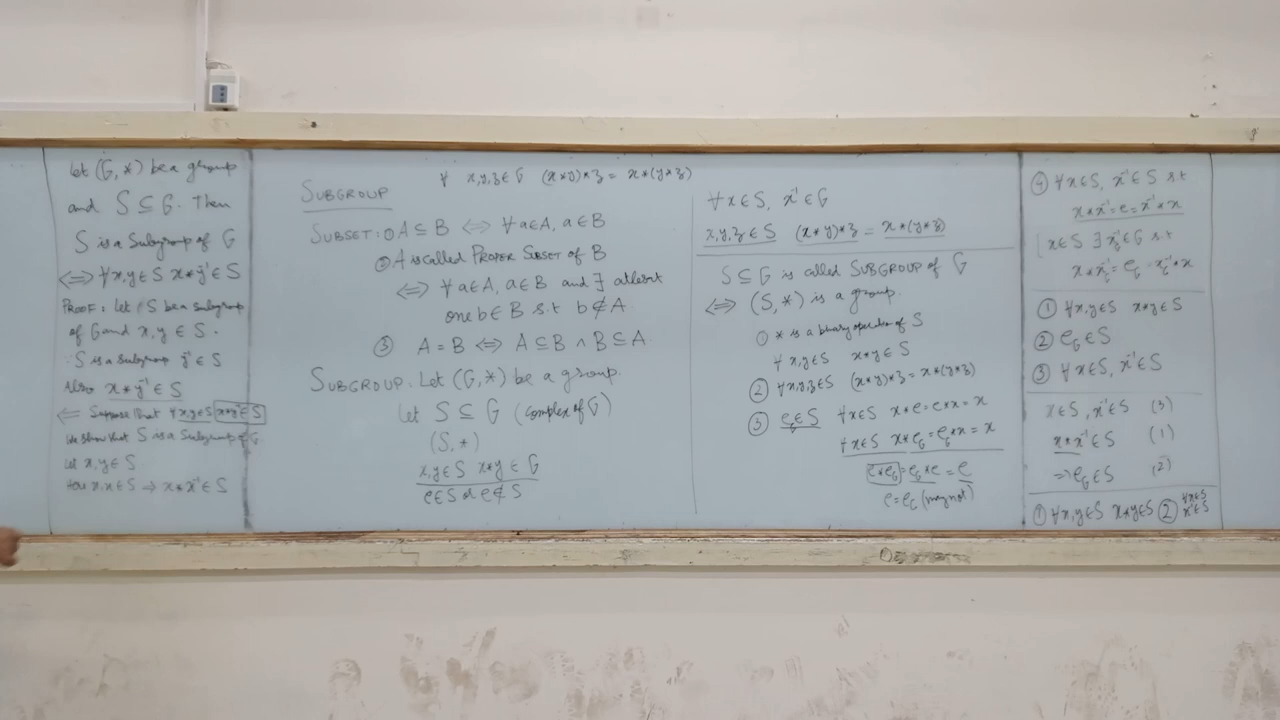 Let (G, *) be a group
and S ⊆ G. Then
S is a Subgroup of G
⟺ ∀x,y∈S x*y⁻¹∈S
PROOF: Let S be a subgroup
of G and x, y ∈ S.
∵ S is a Subgroup y⁻¹∈S
Also x*y⁻¹∈S
⟸ Suppose that ∀x,y∈S x*y⁻¹∈S
We show that S is a Subgroup of G.
Let x,y∈S
Here x,x∈S ⇒ x*x⁻¹∈S
∀ x,y,z∈G (x*y)*z = x*(y*z)
SUBGROUP
SUBSET: ① A⊆B ⟺ ∀a∈A, a∈B
② A is called PROPER SUBSET of B
⟺ ∀a∈A, a∈B and ∃ atleast
one b∈B s.t b∉A
③ A = B ⟺ A⊆B ∧ B⊆A.
SUBGROUP: Let (G,*) be a group.
Let S ⊆ G (complex of G)
(S,*)
x,y∈S x*y ∈ G
e∈S or e∉S
∀x∈S, x⁻¹∈G
x,y,z∈S (x*y)*z = x*(y*z)
S⊆G is called SUBGROUP of G
⟺ (S,*) is a group.
① * is a binary operation of S
∀ x,y∈S x*y∈S
② ∀x,y,z∈S (x*y)*z = x*(y*z)
③ e∈S ∀x∈S x*e=e*x=x
∀x∈S x*e_G=e_G*x=x
e*e_G=e_G*e=e
e=e_G (may not)
④ ∀x∈S, x⁻¹∈S s.t
x*x⁻¹=e=x⁻¹*x
x∈S ∃ x_G⁻¹∈G s.t
x*x_G⁻¹=e_G=x_G⁻¹*x
① ∀x,y∈S x*y∈S
② e_G∈S
③ ∀x∈S, x⁻¹∈S
x∈S, x⁻¹∈S (3)
x*x⁻¹∈S (1)
⇒e_G∈S (2)
① ∀x,y∈S x*y∈S ② ∀x∈S x⁻¹∈S